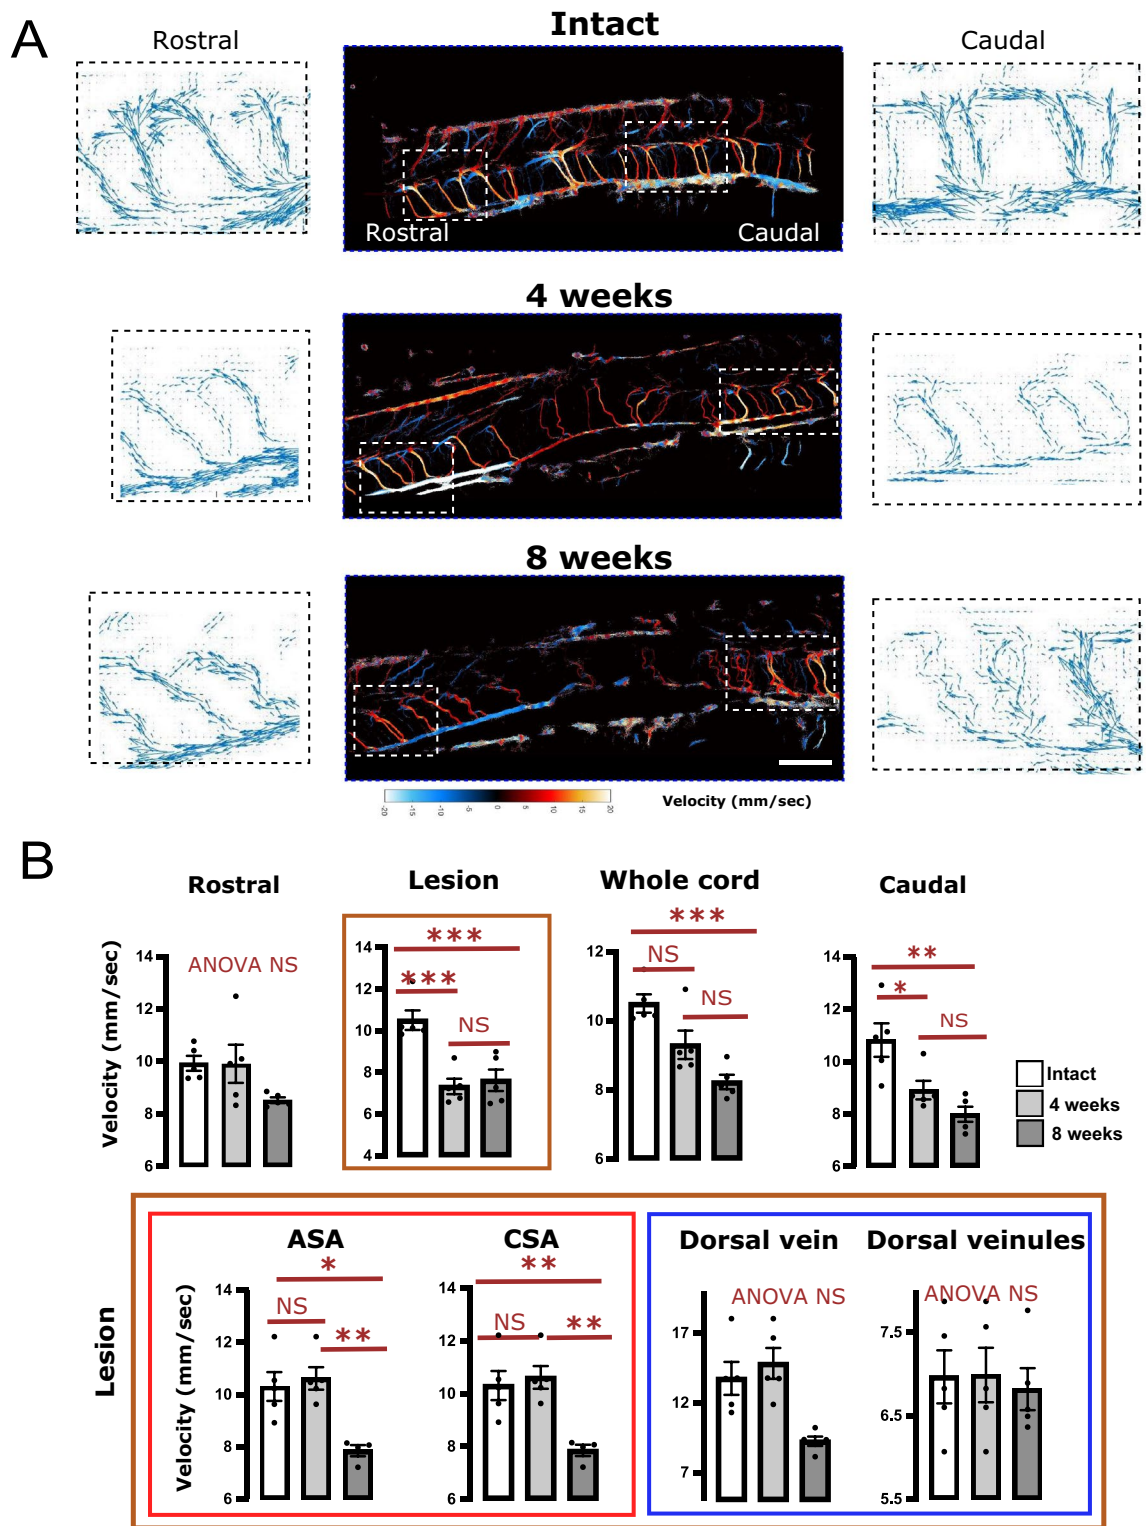 A
Rostral
Intact
Caudal
Rostral
Caudal
4 weeks
8 weeks
-20 -15 -10 -5 0 5 10 15 20
Velocity (mm/sec)
B
Rostral
Lesion
Whole cord
Caudal
Velocity (mm/sec)
14
12
10
8
6
ANOVA NS
14
12
10
8
6
4
***
***
NS
12
10
8
6
***
NS
NS
14
12
10
8
6
**
*
NS
Intact
4 weeks
8 weeks
Lesion
ASA
CSA
Dorsal vein
Dorsal veinules
Velocity (mm/sec)
14
12
10
8
6
*
NS
**
14
12
10
8
6
**
NS
**
17
12
7
ANOVA NS
7.5
6.5
5.5
ANOVA NS